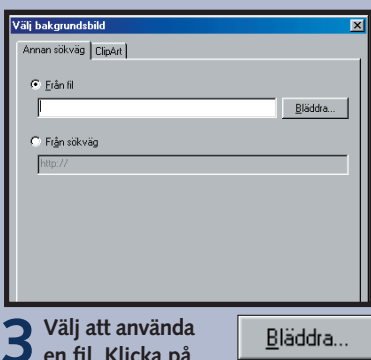 Välj bakgrundsbild
Annan sökväg ClipArt
Från fil
Bläddra...
Från sökväg
http://
3 Välj att använda
en fil. Klicka på
Bläddra...